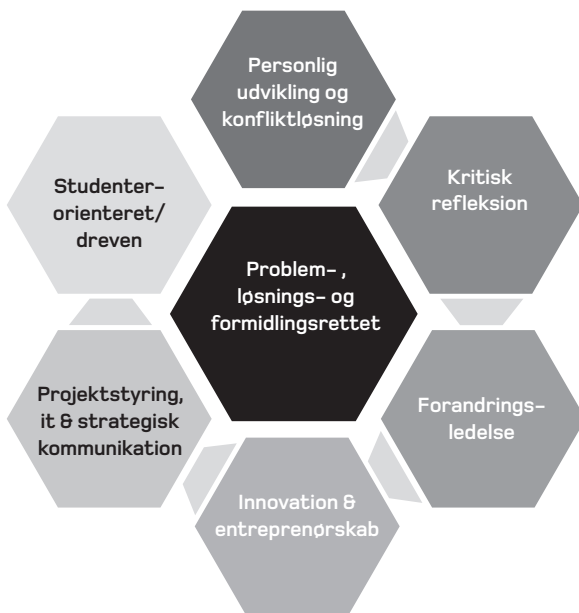 Personlig
udvikling og
konfliktløsning
Kritisk
refleksion
Forandrings-
ledelse
Innovation &
entreprenørskab
Projektstyring,
it & strategisk
kommunikation
Studenter-
orienteret/
dreven
Problem- ,
løsnings- og
formidlingsrettet